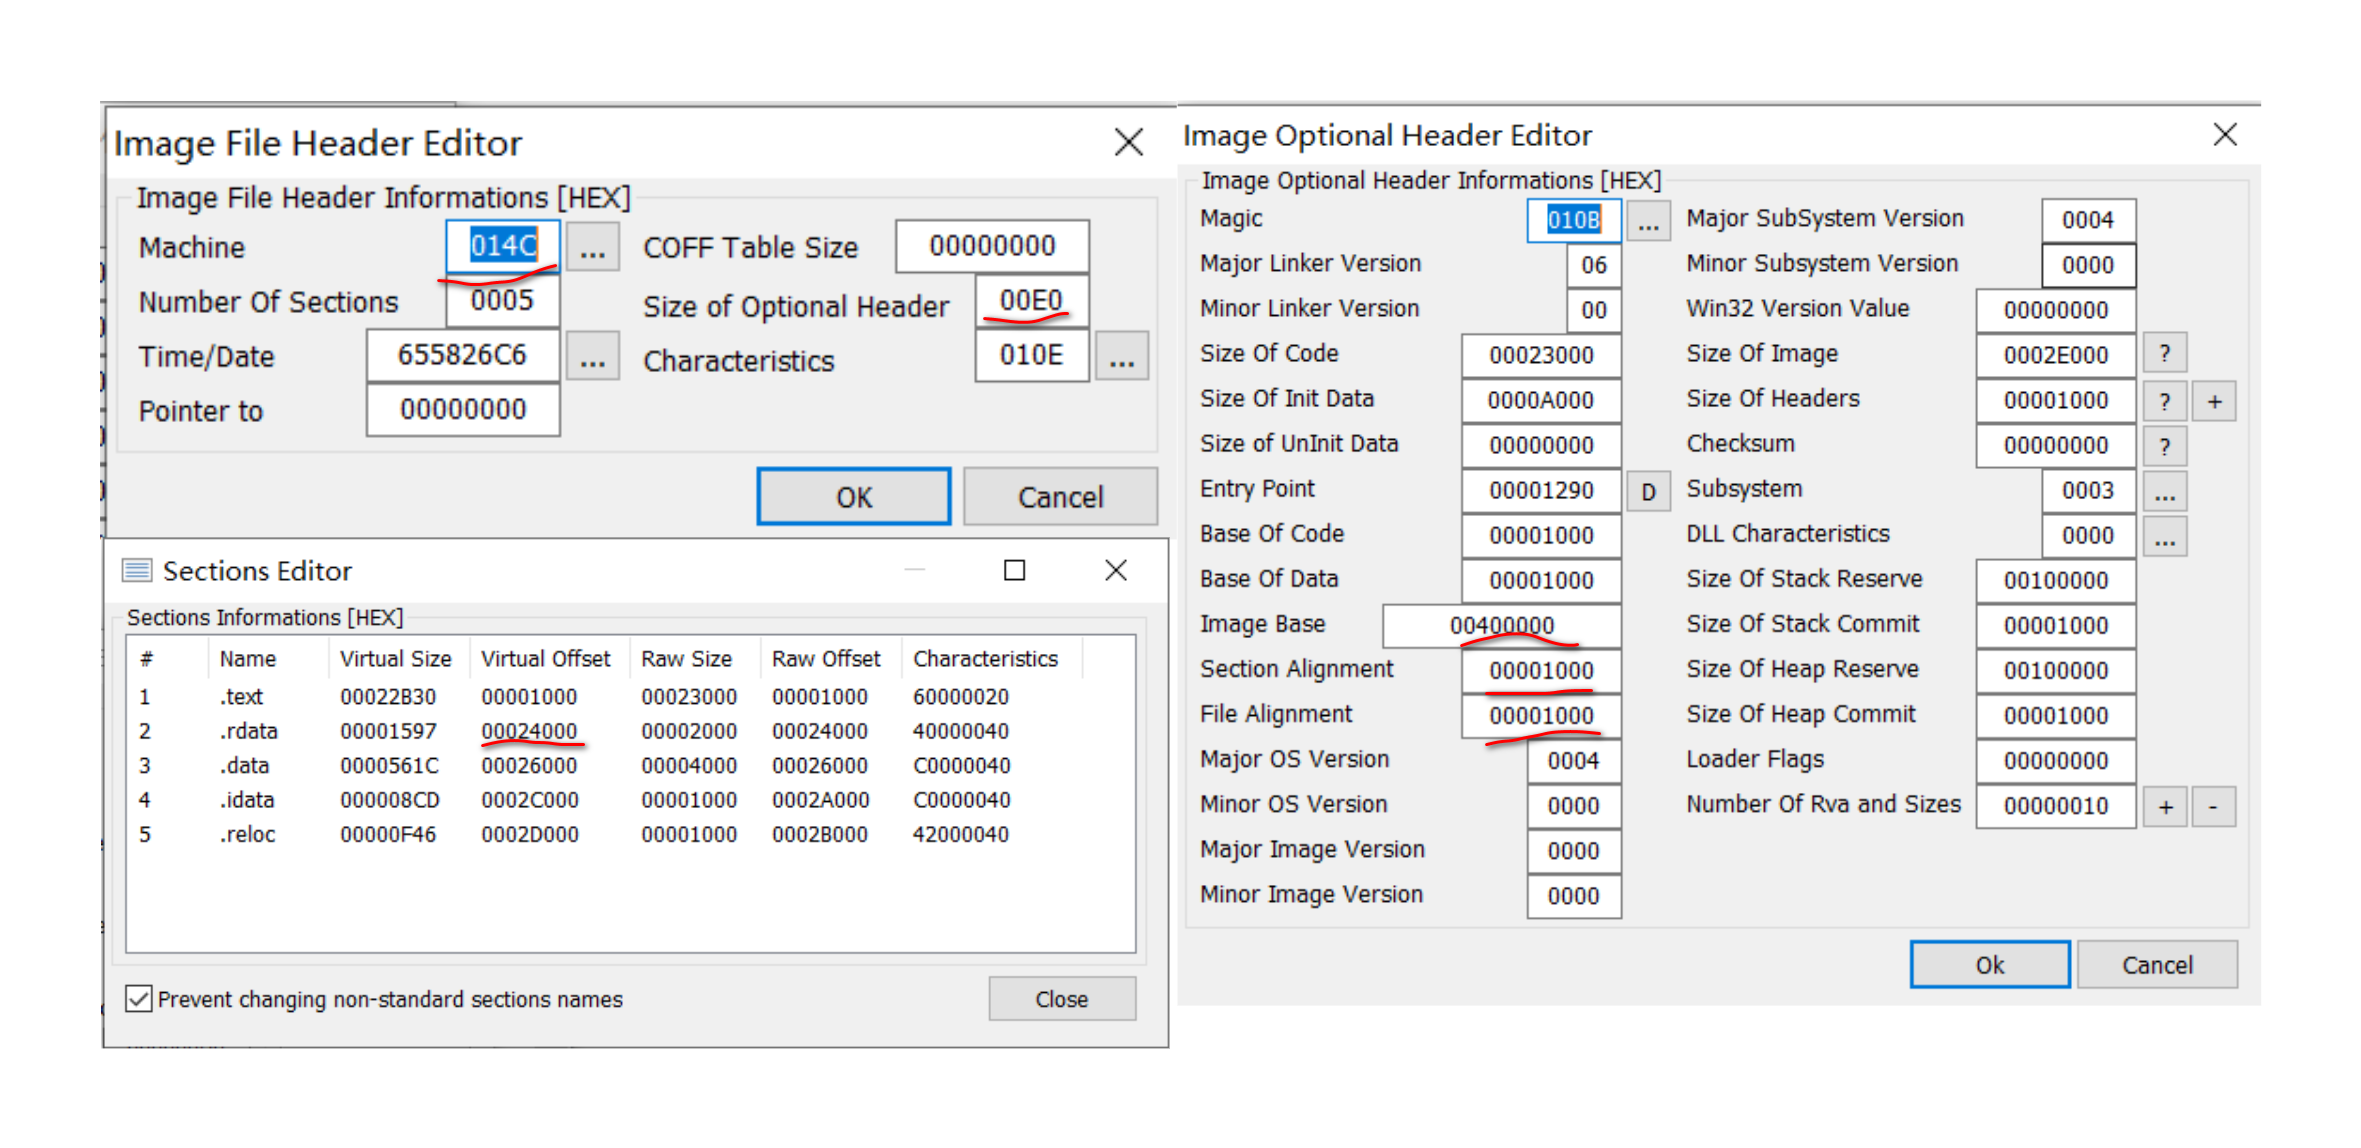 Image File Header Editor
Image File Header Informations [HEX]
Machine 014C ... COFF Table Size 00000000
Number Of Sections 0005 Size of Optional Header 00E0
Time/Date 655826C6 ... Characteristics 010E ...
Pointer to 00000000
OK Cancel
Sections Editor
Sections Informations [HEX]
# Name Virtual Size Virtual Offset Raw Size Raw Offset Characteristics
1 .text 00022B30 00001000 00023000 00001000 60000020
2 .rdata 00001597 00024000 00002000 00024000 40000040
3 .data 0000561C 00026000 00004000 00026000 C0000040
4 .idata 000008CD 0002C000 00001000 0002A000 C0000040
5 .reloc 00000F46 0002D000 00001000 0002B000 42000040
Prevent changing non-standard sections names Close
Image Optional Header Editor
Image Optional Header Informations [HEX]
Magic 010B ... Major SubSystem Version 0004
Major Linker Version 06 Minor Subsystem Version 0000
Minor Linker Version 00 Win32 Version Value 00000000
Size Of Code 00023000 Size Of Image 0002E000 ?
Size Of Init Data 0000A000 Size Of Headers 00001000 ? +
Size of UnInit Data 00000000 Checksum 00000000 ?
Entry Point 00001290 D Subsystem 0003 ...
Base Of Code 00001000 DLL Characteristics 0000 ...
Base Of Data 00001000 Size Of Stack Reserve 00100000
Image Base 00400000 Size Of Stack Commit 00001000
Section Alignment 00001000 Size Of Heap Reserve 00100000
File Alignment 00001000 Size Of Heap Commit 00001000
Major OS Version 0004 Loader Flags 00000000
Minor OS Version 0000 Number Of Rva and Sizes 00000010 + -
Major Image Version 0000
Minor Image Version 0000
Ok Cancel